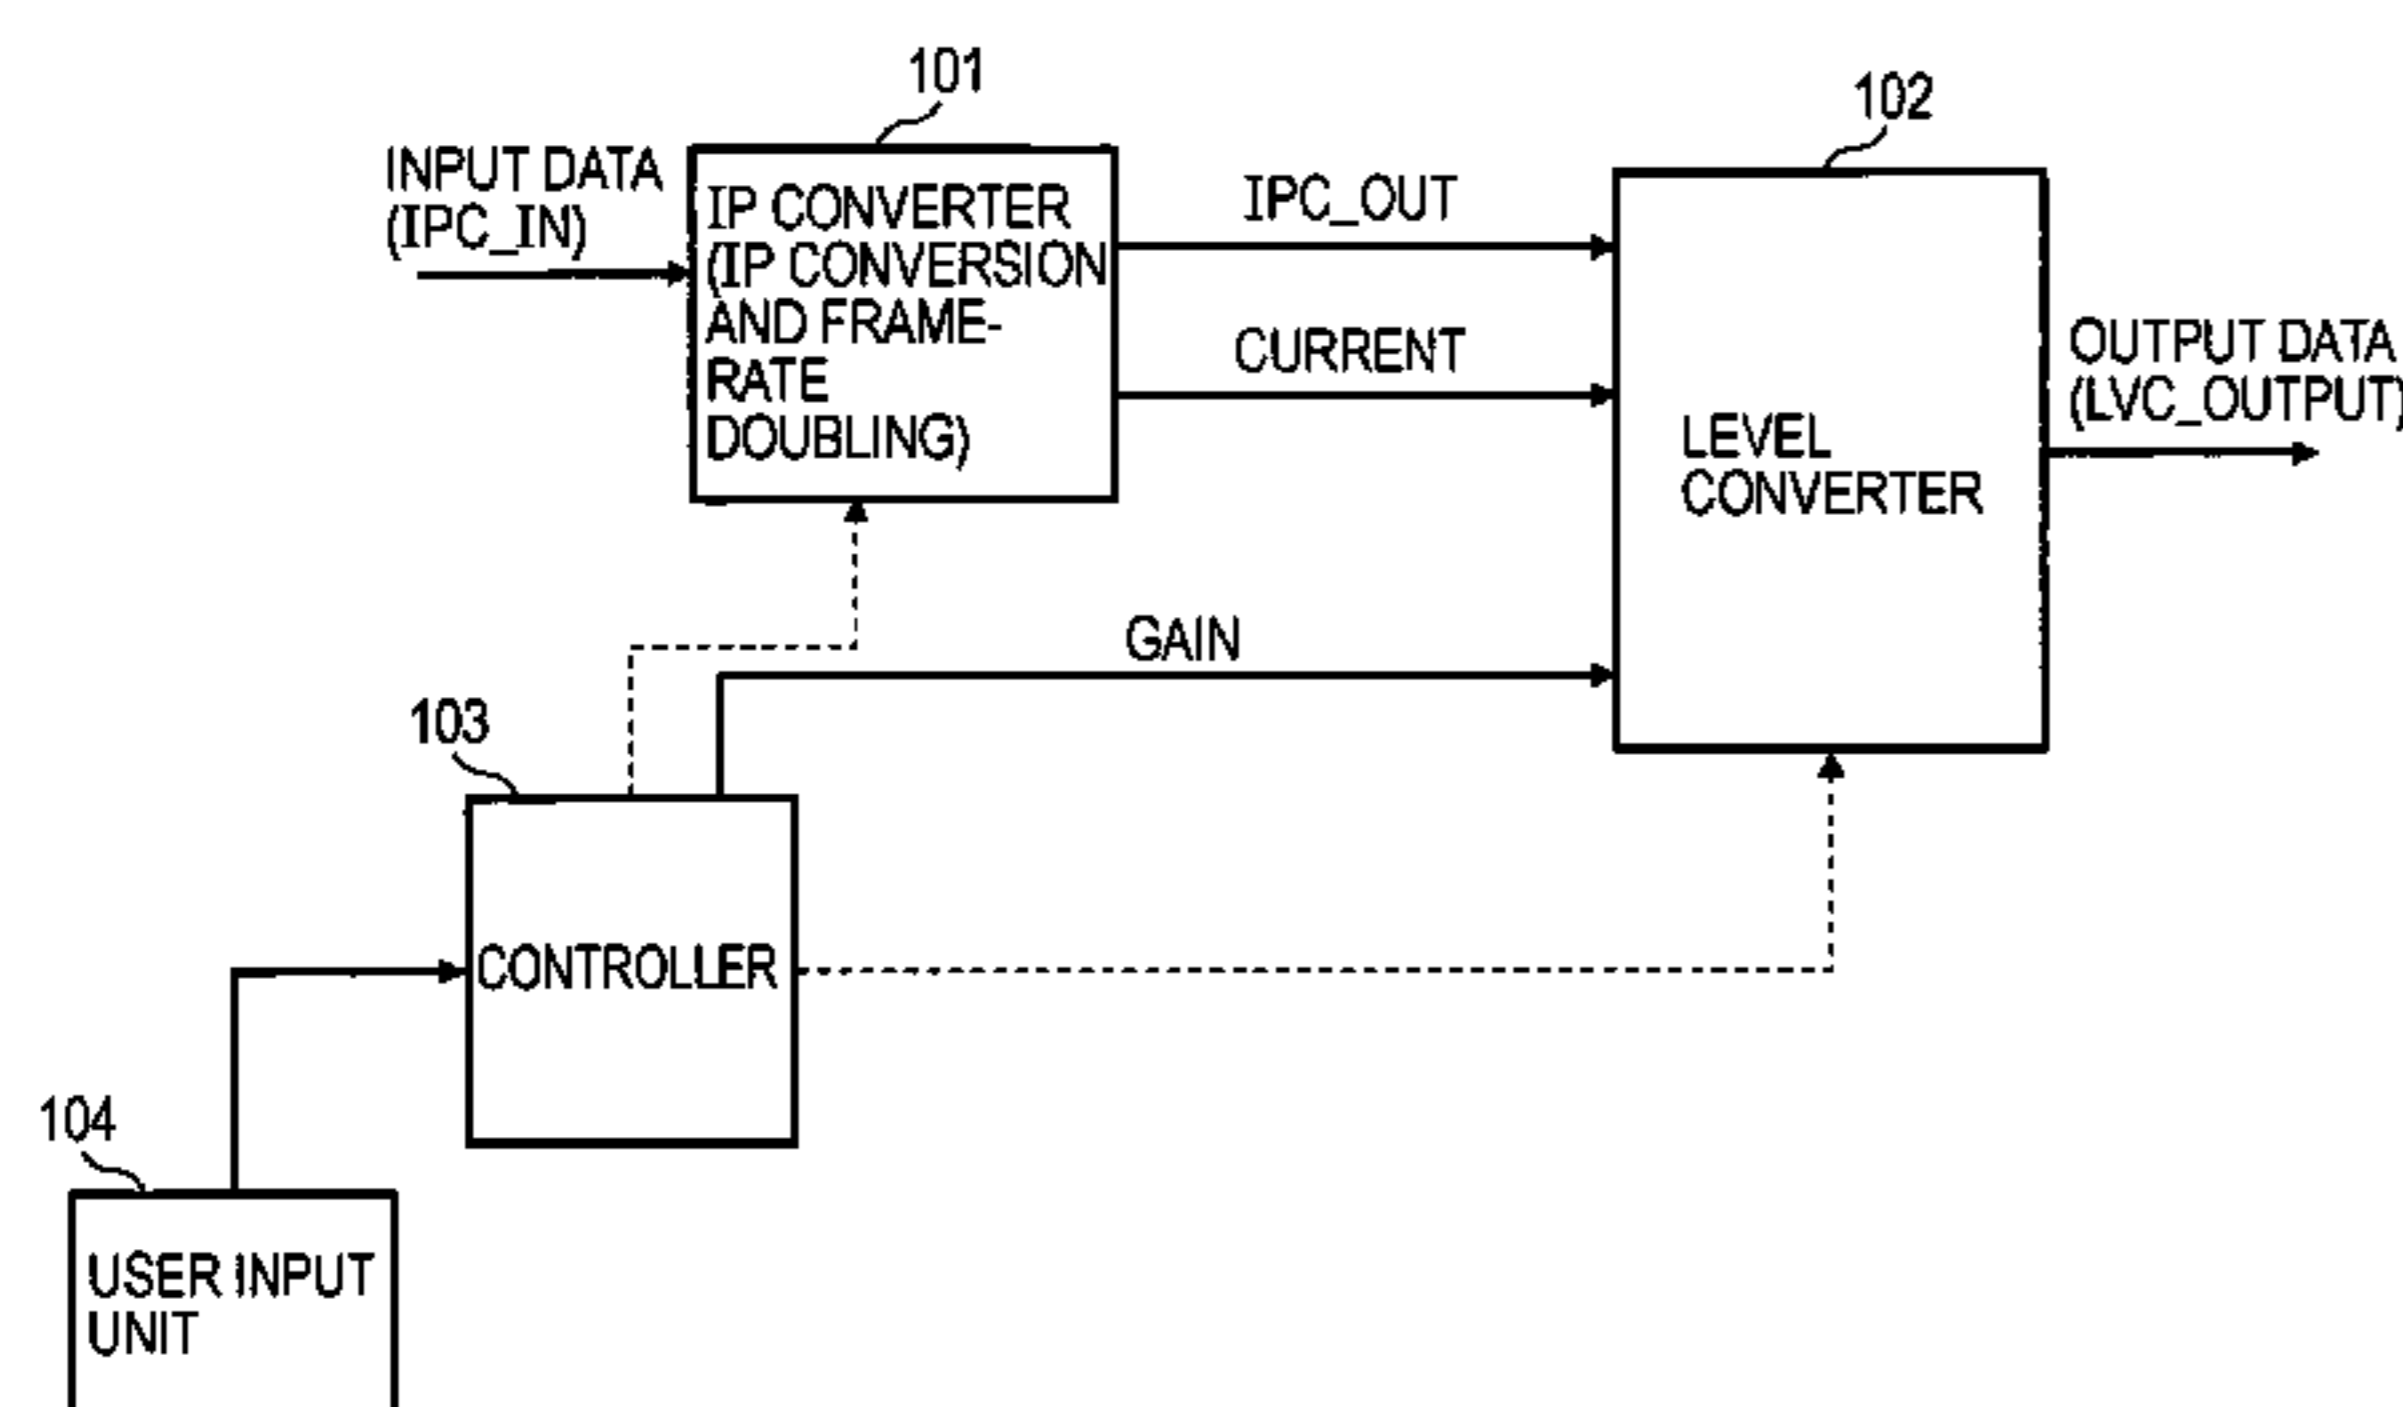 101
102
INPUT DATA
(IPC_IN)
IP CONVERTER
(IP CONVERSION
AND FRAME-
RATE
DOUBLING)
IPC_OUT
CURRENT
LEVEL
CONVERTER
OUTPUT DATA
(LVC_OUTPUT)
GAIN
103
CONTROLLER
104
USER INPUT
UNIT